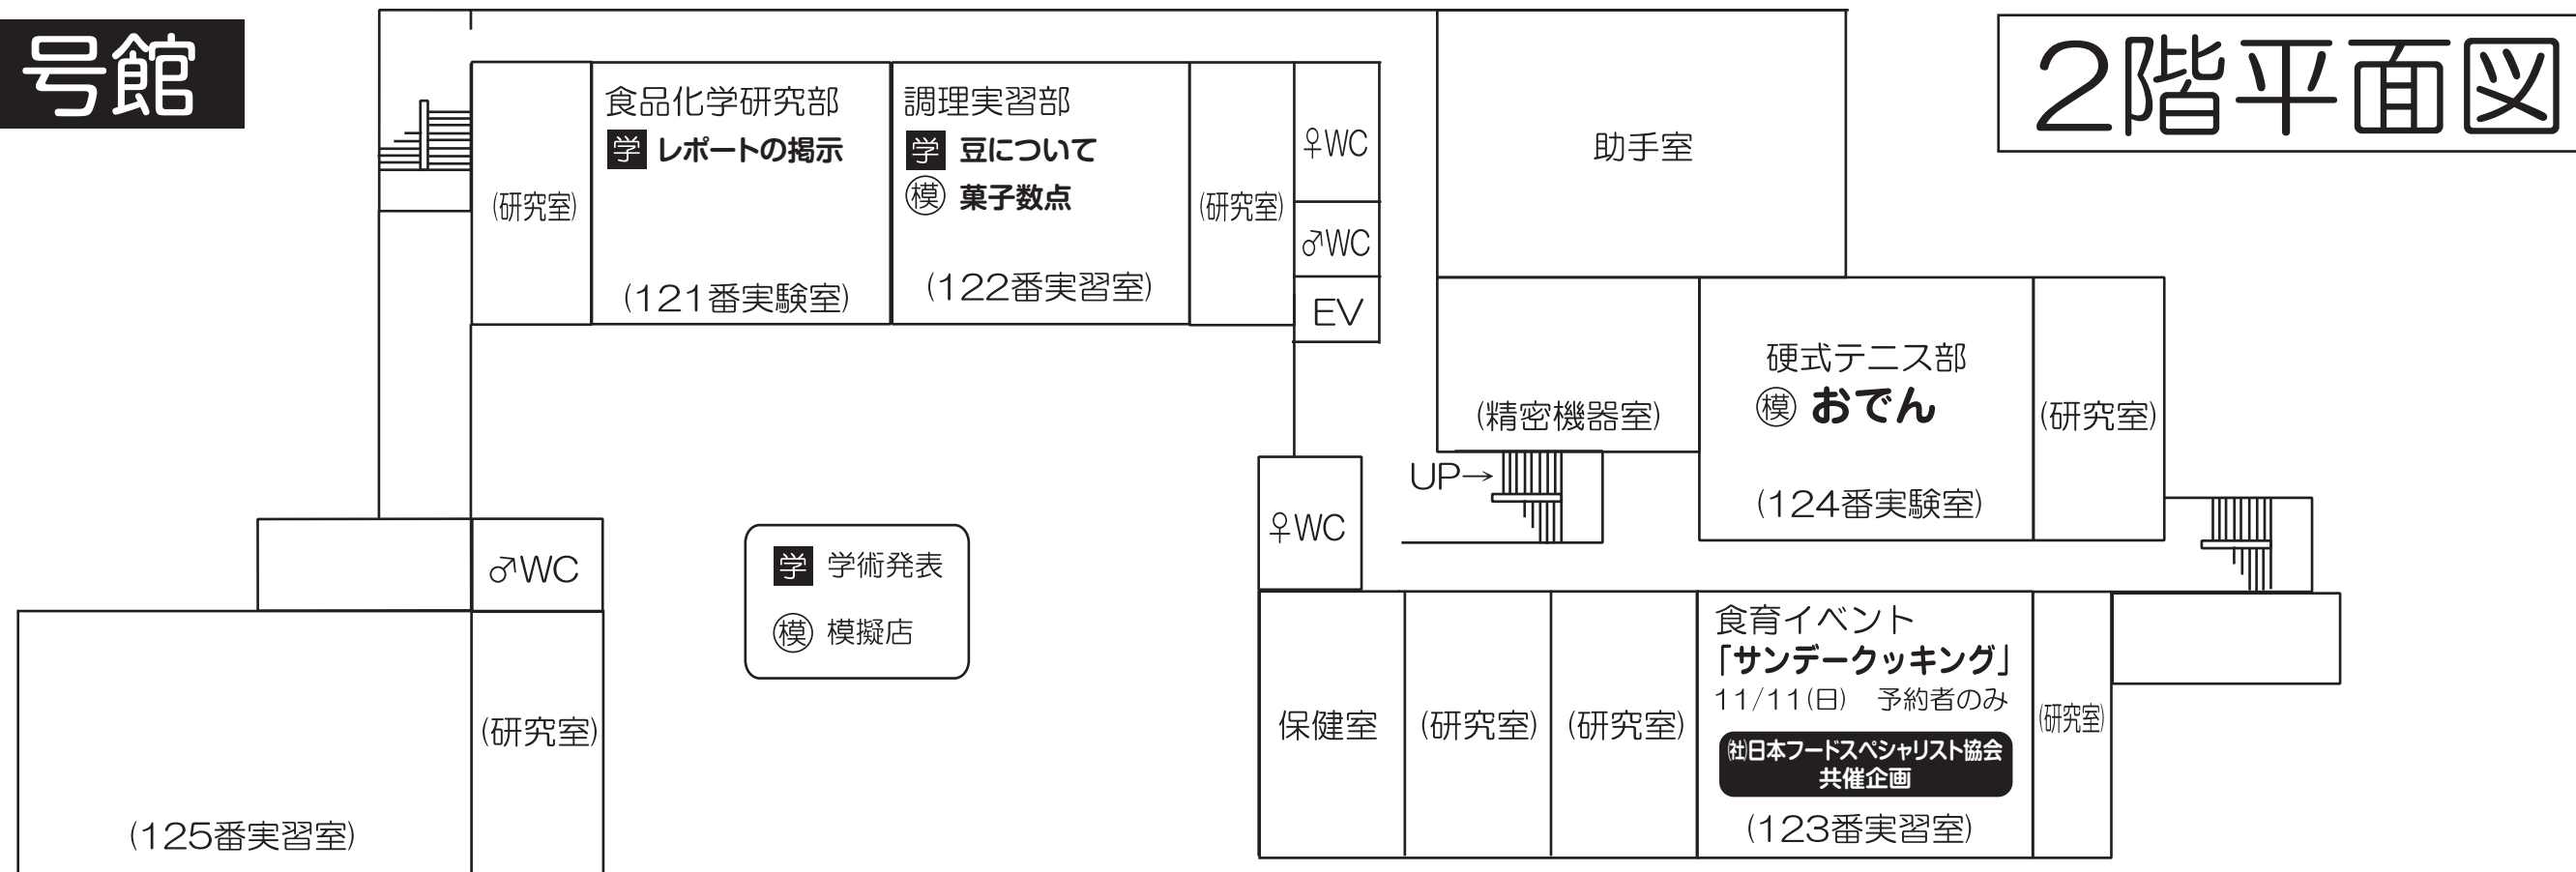 号館
2階平面図
(研究室)
食品化学研究部
学 レポートの掲示
(121番実験室)
調理実習部
学 豆について
模 菓子数点
(122番実習室)
(研究室)
♀WC
♂WC
EV
助手室
(精密機器室)
硬式テニス部
模 おでん
(124番実験室)
(研究室)
UP→
♀WC
♂WC
学 学術発表
模 模擬店
(研究室)
(125番実習室)
保健室
(研究室)
(研究室)
食育イベント
「サンデークッキング」
11/11(日) 予約者のみ
㈳日本フードスペシャリスト協会
共催企画
(123番実習室)
(研究室)